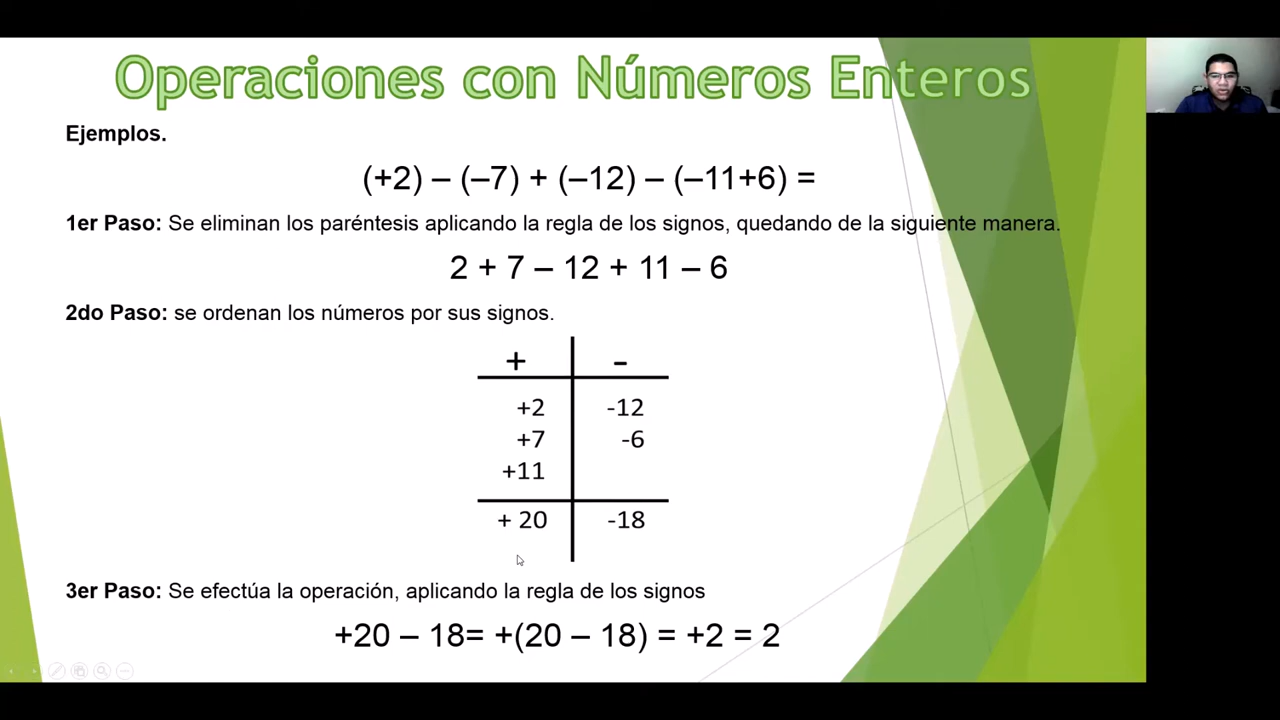 Operaciones con Números Enteros
Ejemplos.
(+2) – (–7) + (–12) – (–11+6) =
1er Paso: Se eliminan los paréntesis aplicando la regla de los signos, quedando de la siguiente manera.
2 + 7 – 12 + 11 – 6
2do Paso: se ordenan los números por sus signos.
+ -
+2 -12
+7 -6
+11
+ 20 -18
3er Paso: Se efectúa la operación, aplicando la regla de los signos
+20 – 18= +(20 – 18) = +2 = 2